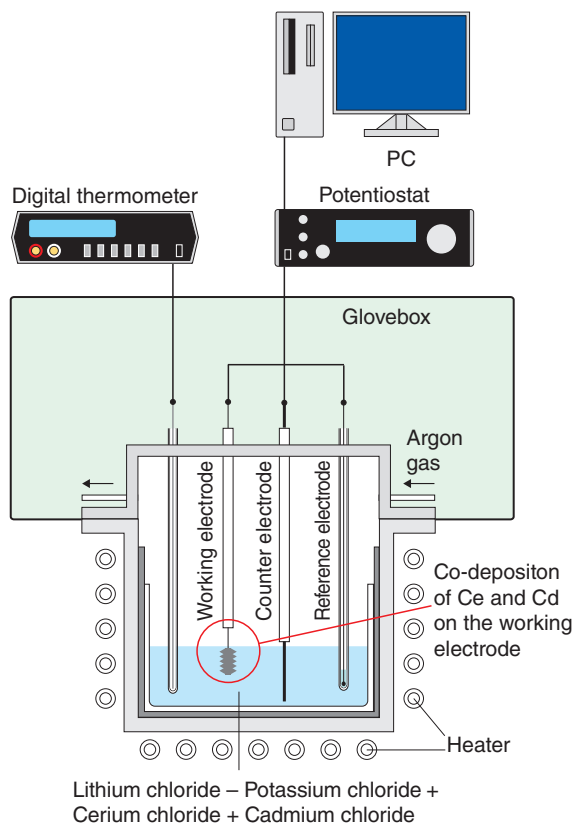 PC
Digital thermometer
Potentiostat
Glovebox
Argon
gas
Working electrode
Counter electrode
Reference electrode
Co-depositon
of Ce and Cd
on the working
electrode
Heater
Lithium chloride – Potassium chloride +
Cerium chloride + Cadmium chloride